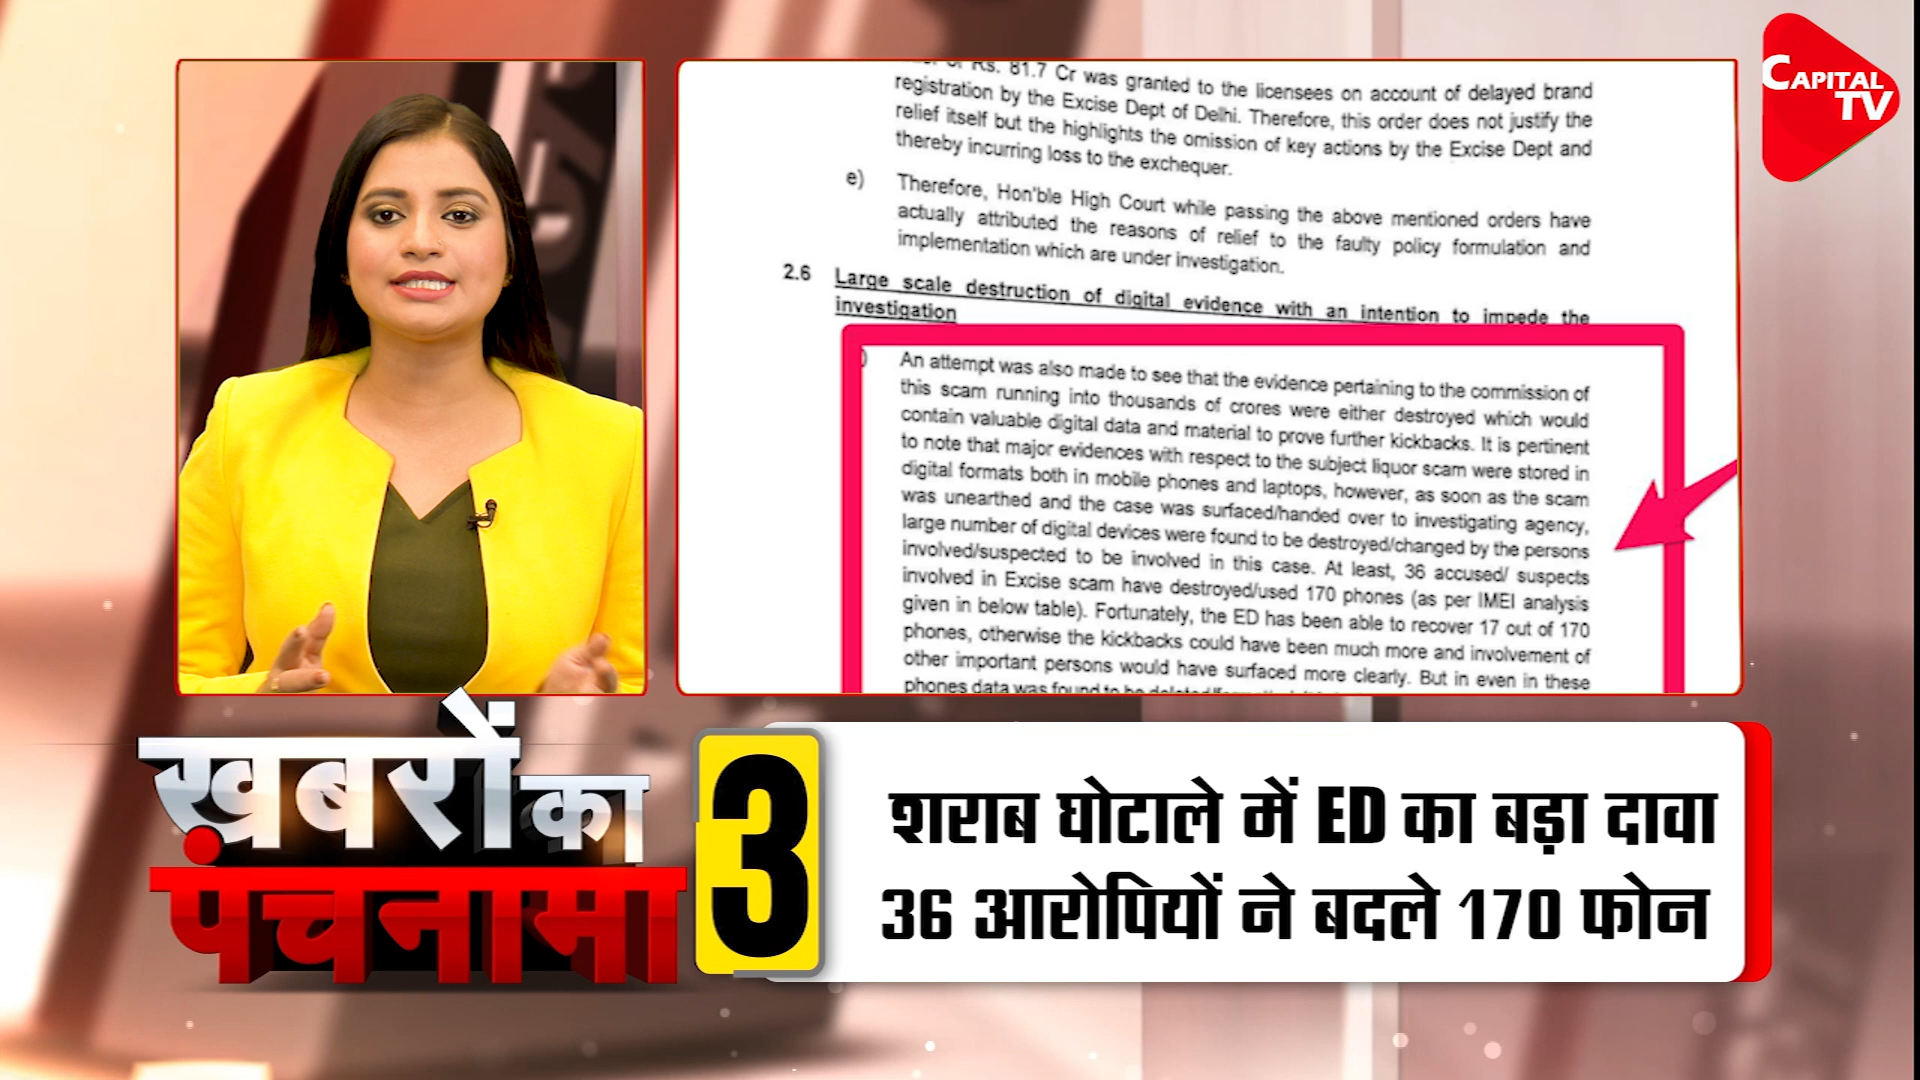 CAPITAL
TV
Rs. 81.7 Cr was granted to the licensees on account of delayed brand
registration by the Excise Dept of Delhi. Therefore, this order does not justify the
relief itself but the highlights the omission of key actions by the Excise Dept and
thereby incurring loss to the exchequer.
e) Therefore, Hon'ble High Court while passing the above mentioned orders have
actually attributed the reasons of relief to the faulty policy formulation and
implementation which are under investigation.
2.6 Large scale destruction of digital evidence with an intention to impede the
investigation
An attempt was also made to see that the evidence pertaining to the commission of
this scam running into thousands of crores were either destroyed which would
contain valuable digital data and material to prove further kickbacks. It is pertinent
to note that major evidences with respect to the subject liquor scam were stored in
digital formats both in mobile phones and laptops, however, as soon as the scam
was unearthed and the case was surfaced/handed over to investigating agency,
large number of digital devices were found to be destroyed/changed by the persons
involved/suspected to be involved in this case. At least, 36 accused/ suspects
involved in Excise scam have destroyed/used 170 phones (as per IMEI analysis
given in below table). Fortunately, the ED has been able to recover 17 out of 170
phones, otherwise the kickbacks could have been much more and involvement of
other important persons would have surfaced more clearly. But in even in these
phones data was found to be
खबरों का
पंचनामा
3
शराब घोटाले में ED का बड़ा दावा
36 आरोपियों ने बदले 170 फोन